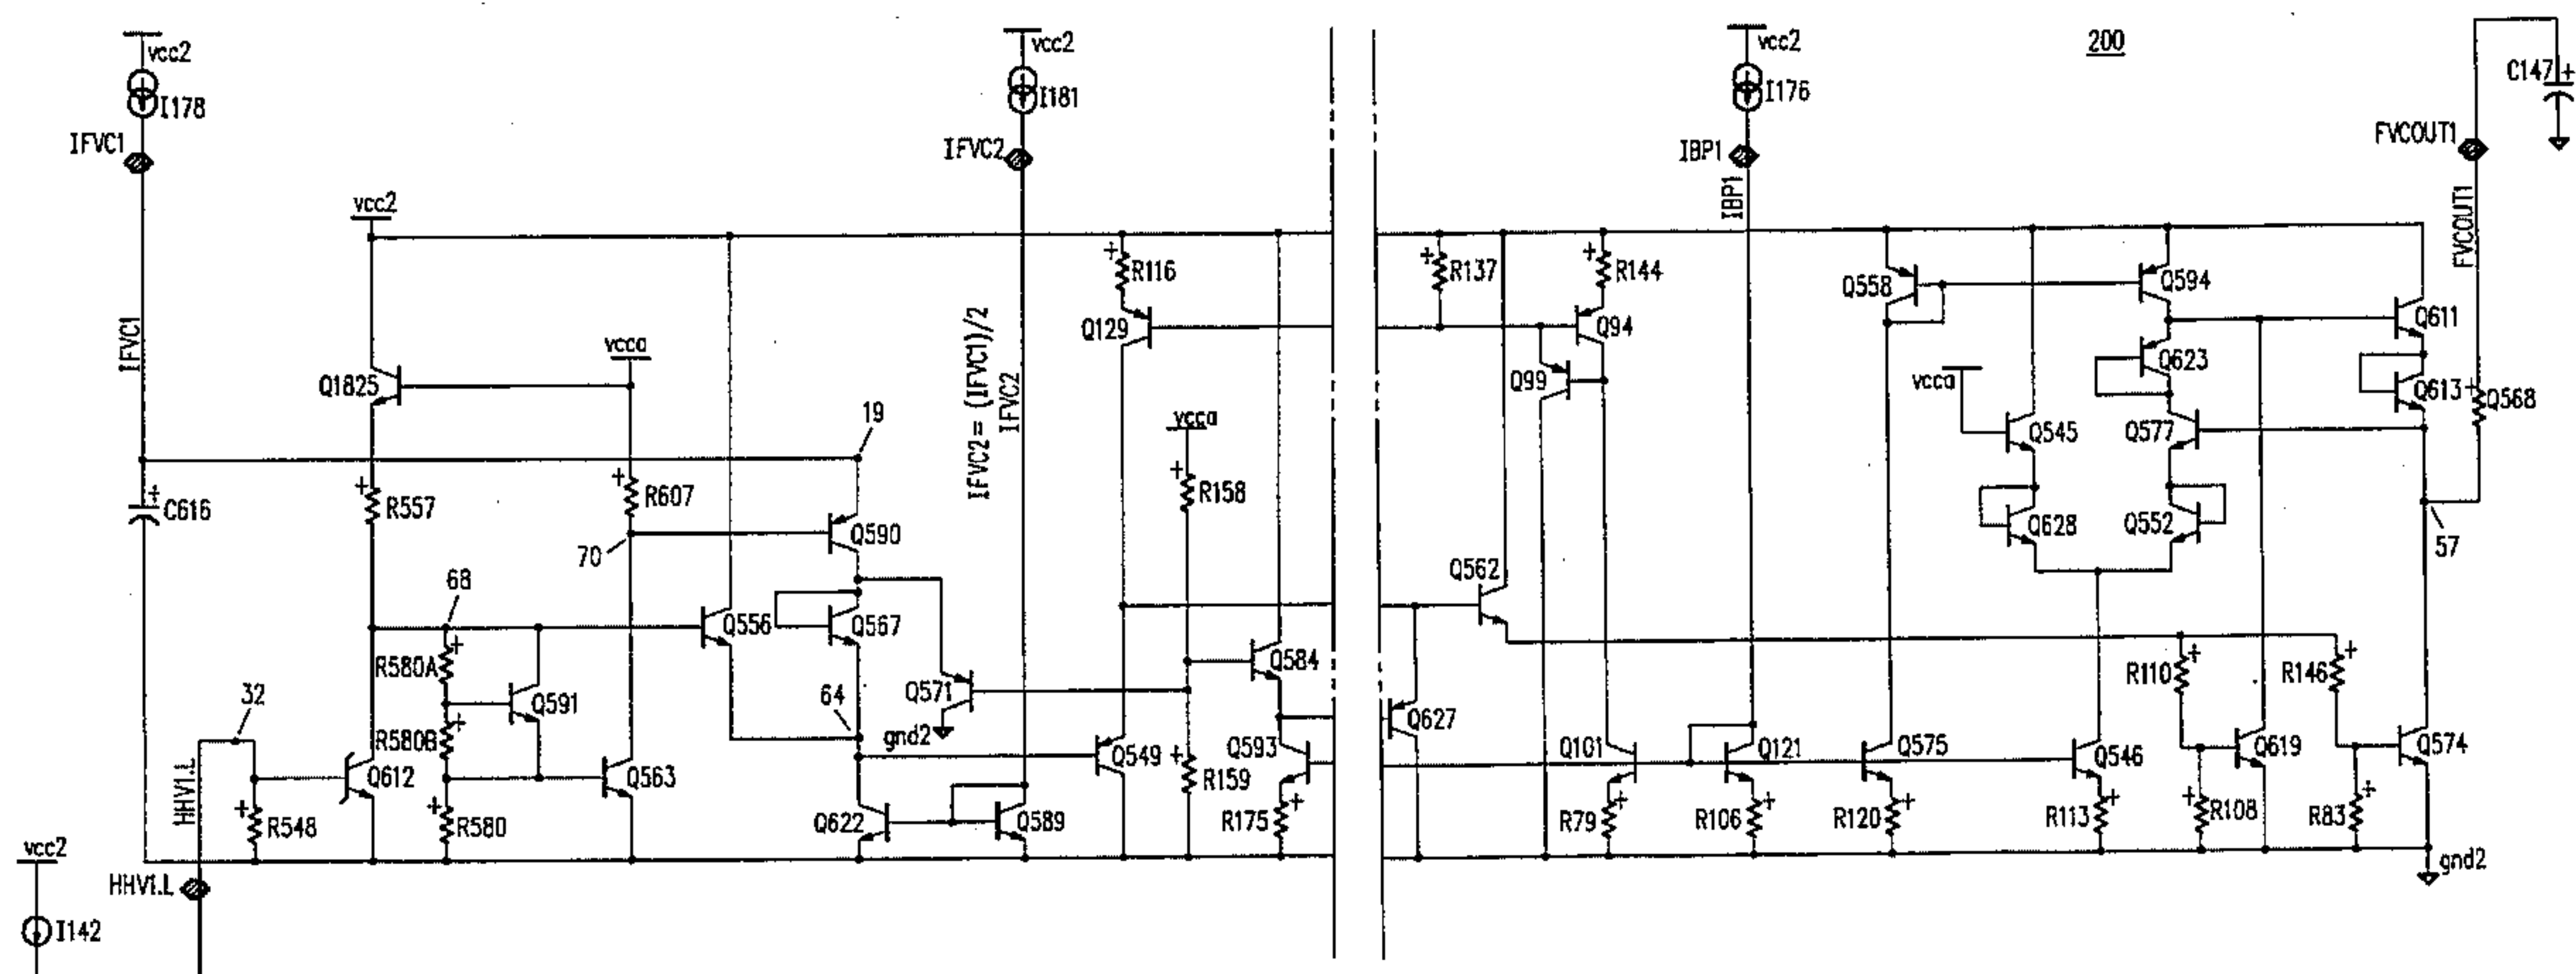 200
vcc2
I178
IFVC1
vcc2
I181
IFVC2
vcc2
I176
IBP1
IBP1
C147
+
FVCOUT1
FVCOUT1
vcc2
IFVC1
Q1825
vcca
19
+
C616
+
R557
+
R607
70
Q590
68
Q556
Q567
+
R580A
Q591
+
R580B
Q571
gnd2
64
32
HHV1.L
Q612
Q563
+
R548
+
R580
Q622
Q589
IFVC2= (IFVC1)/2
IFVC2
+
R116
Q129
vcca
+
R158
Q584
Q549
+
R159
Q593
R175
+
+
R137
+
R144
Q94
Q99
Q562
Q627
Q101
R79
+
Q121
R106
+
Q558
Q594
Q611
Q623
Q613
+
Q568
vcca
Q545
Q577
Q628
Q552
57
Q575
R120
+
Q546
R113
+
R110
+
Q619
+
R108
R146
+
R83
+
Q574
gnd2
vcc2
HHV1.L
I142